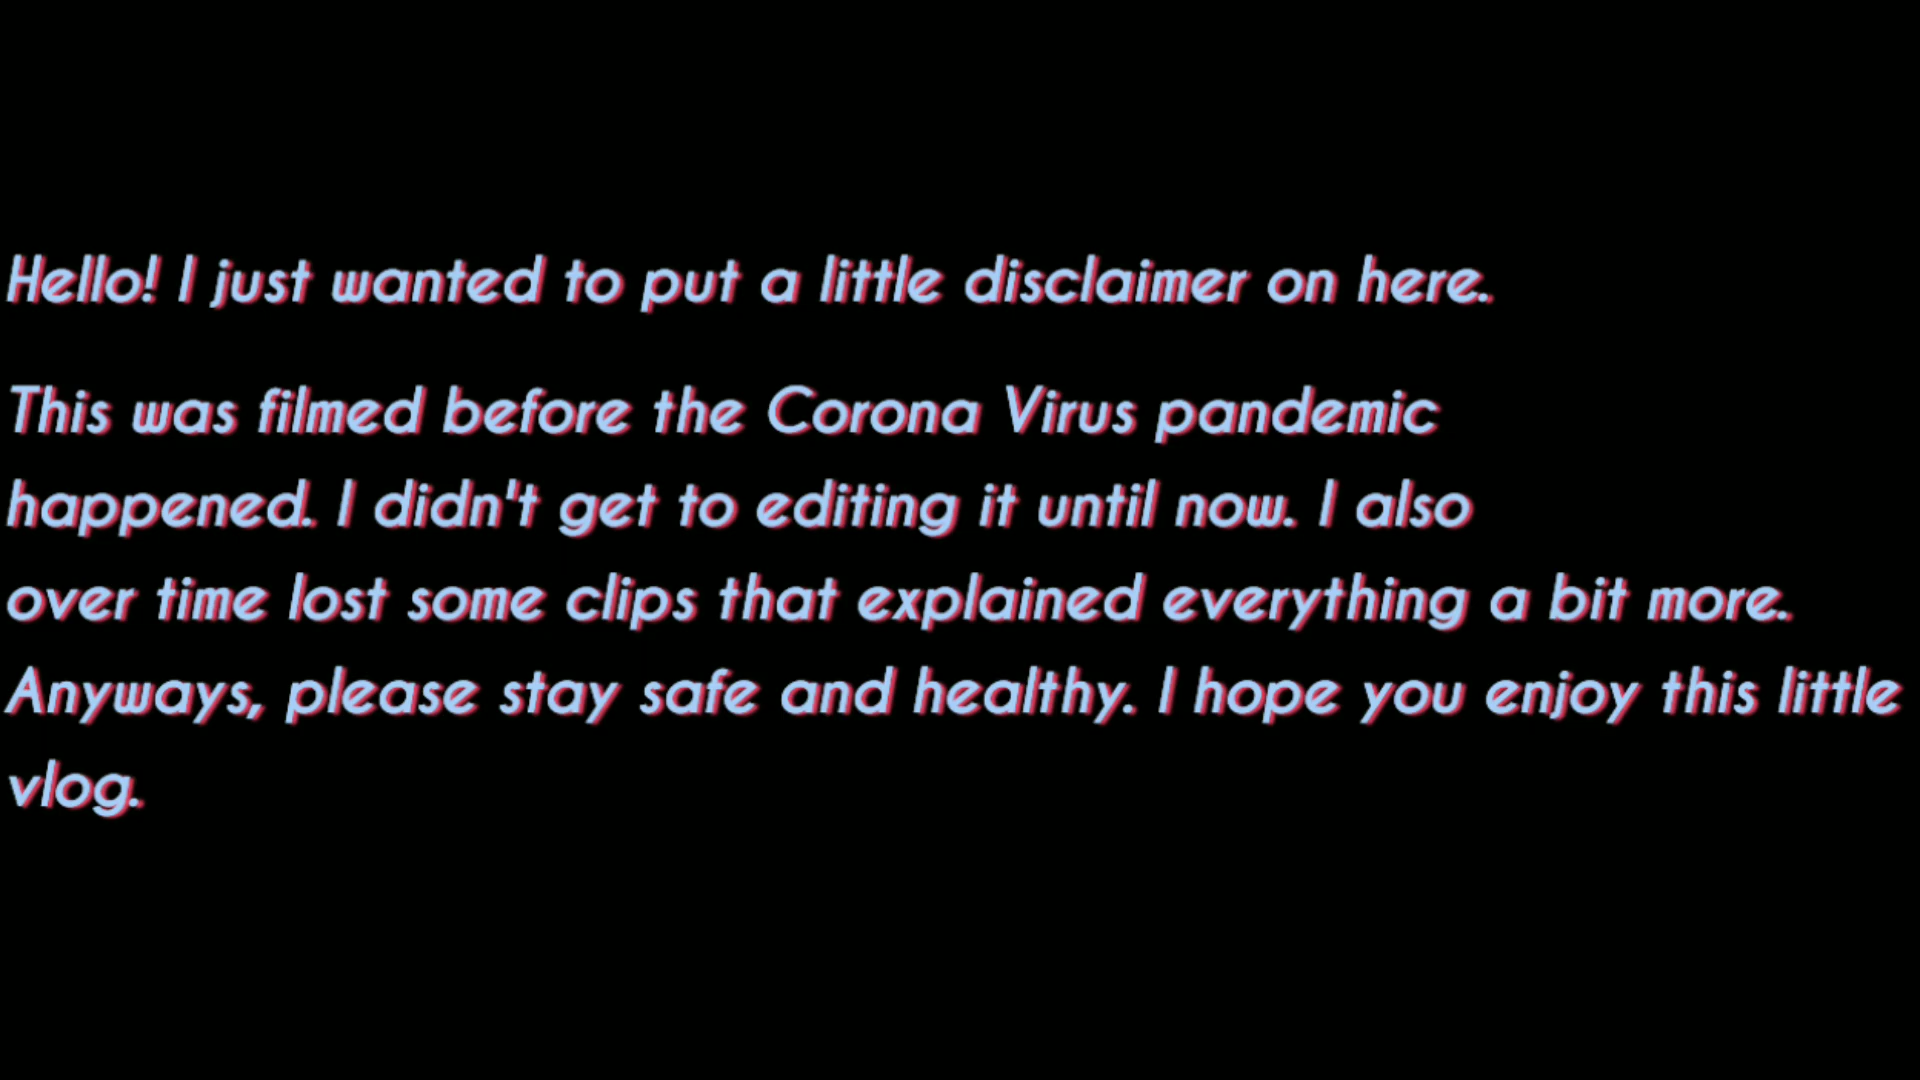 Hello! I just wanted to put a little disclaimer on here.
This was filmed before the Corona Virus pandemic
happened. I didn't get to editing it until now. I also
over time lost some clips that explained everything a bit more.
Anyways, please stay safe and healthy. I hope you enjoy this little
vlog.